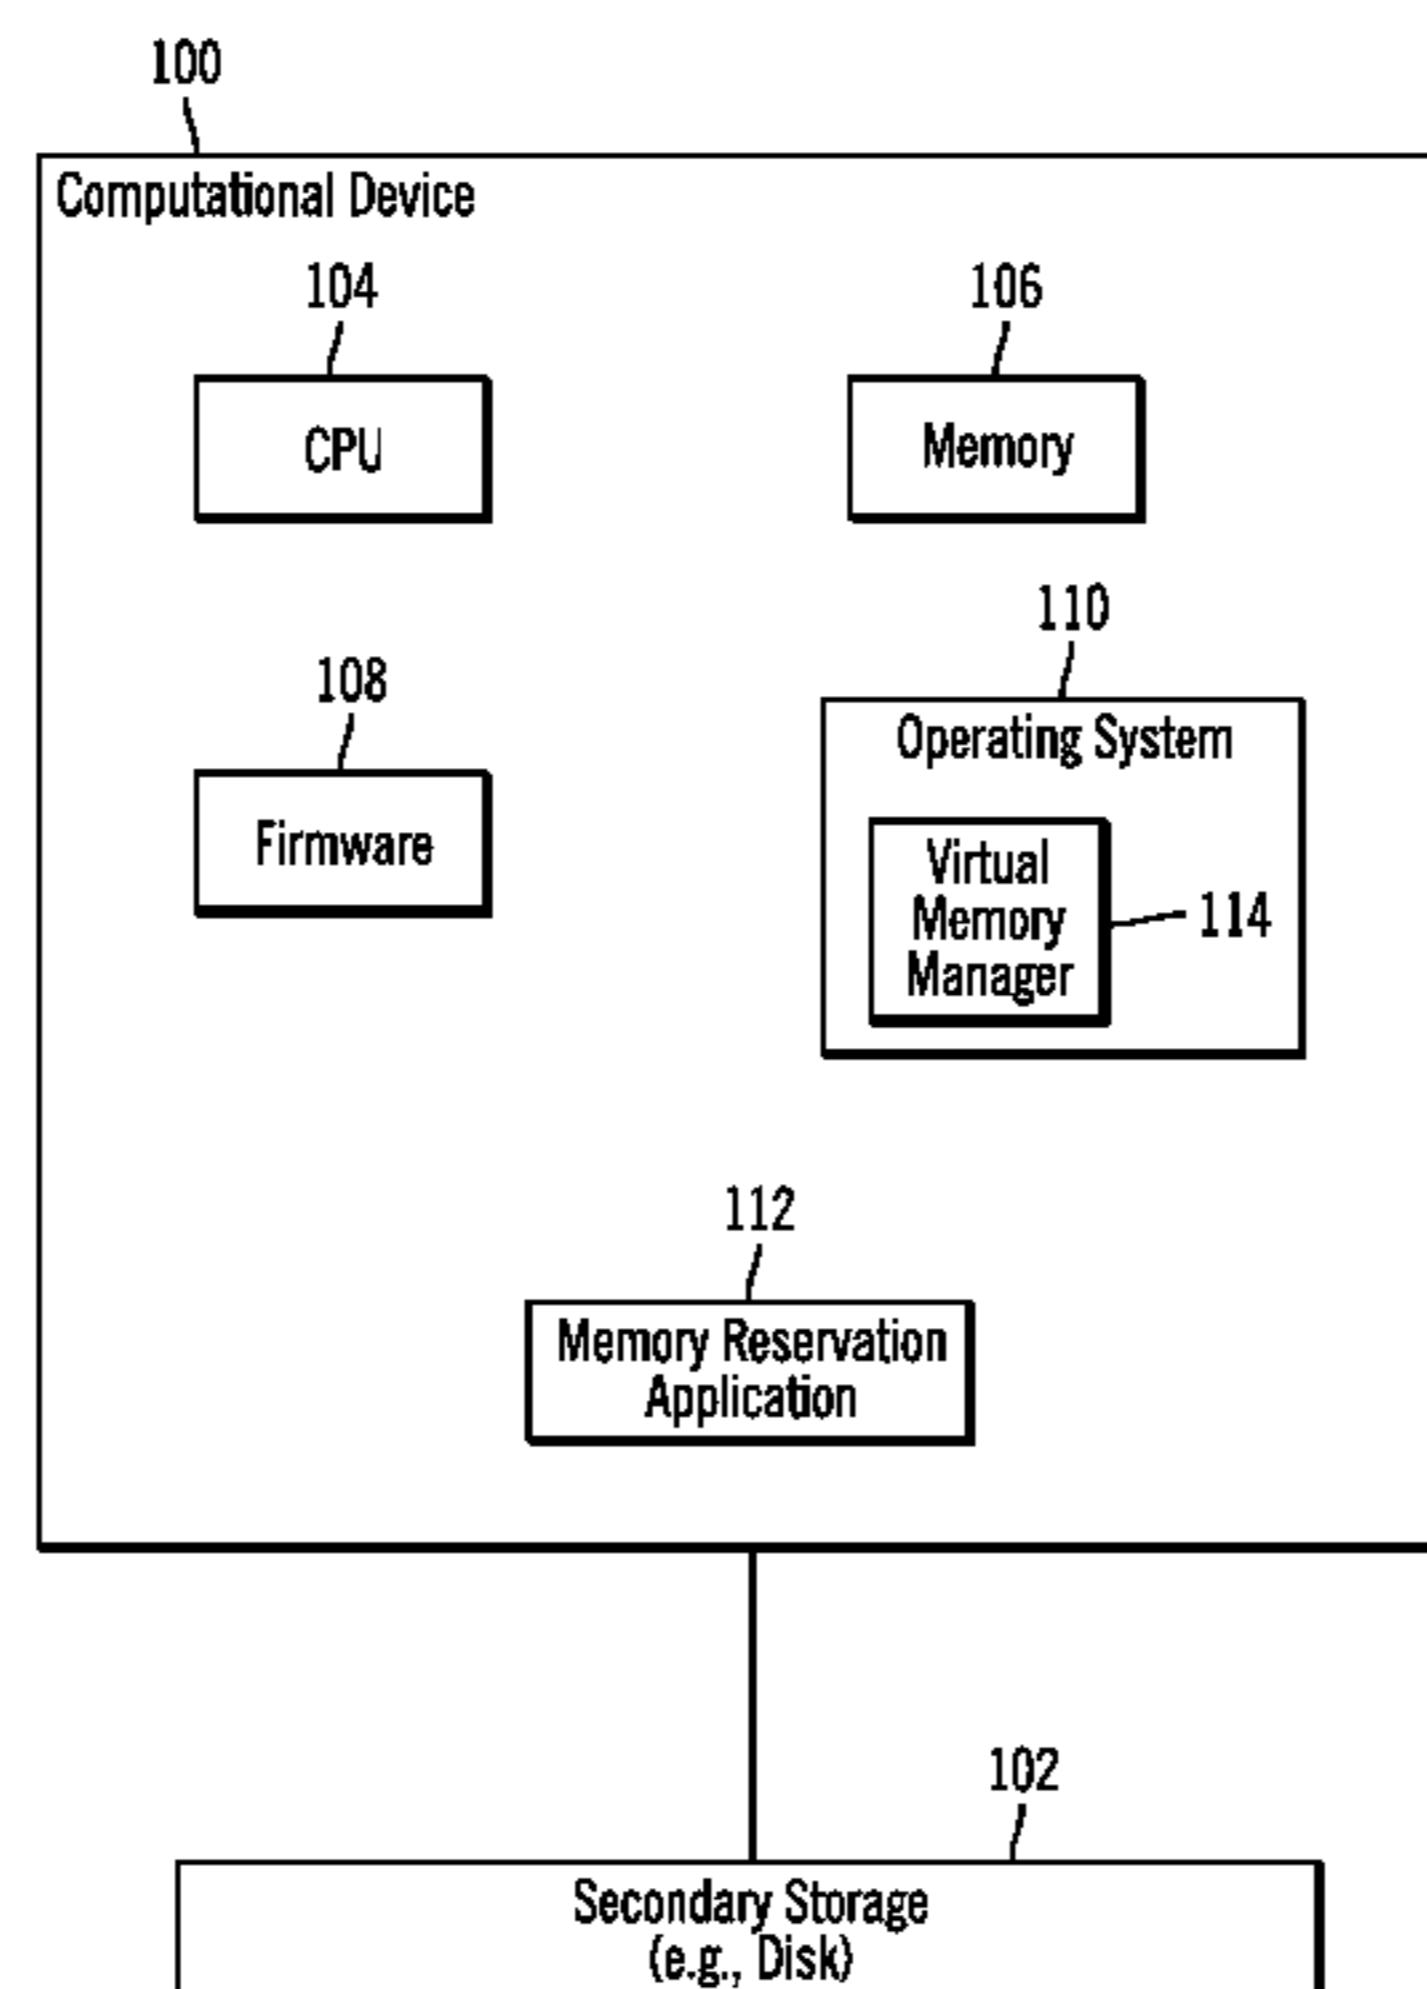 100
Computational Device
104
106
CPU
Memory
110
108
Operating System
Firmware
Virtual
Memory
Manager
114
112
Memory Reservation
Application
102
Secondary Storage
(e.g., Disk)